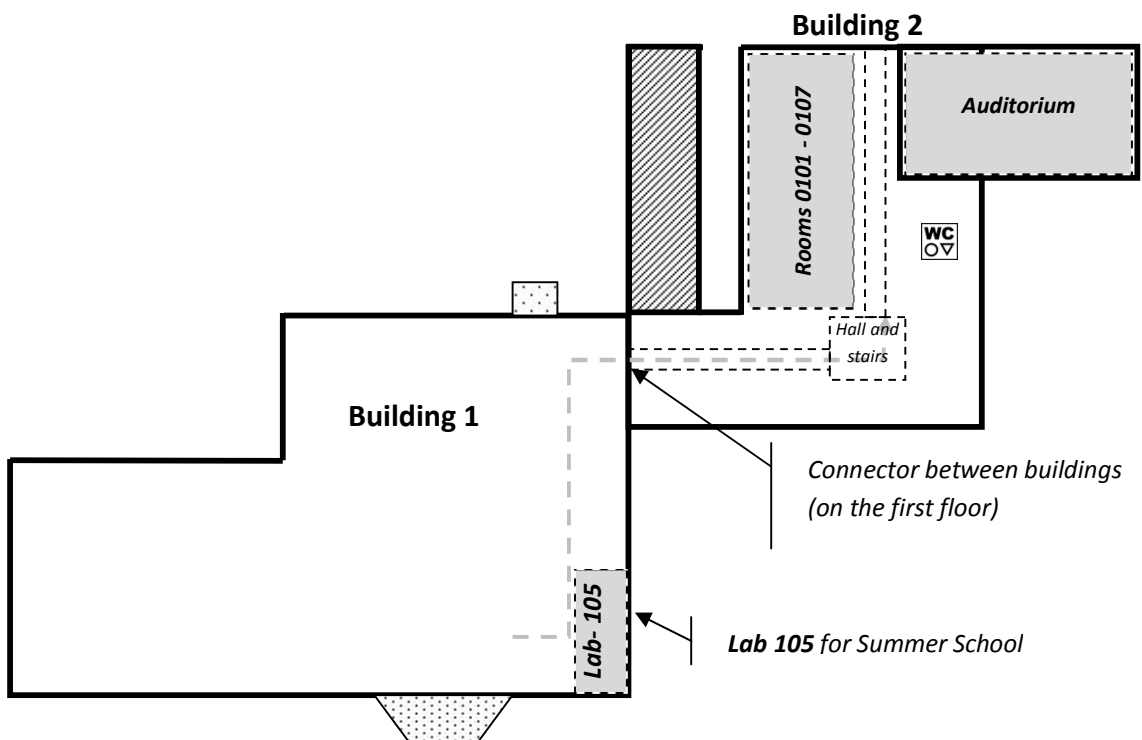 Building 2
Auditorium
Rooms 0101 - 0107
WC
Hall and
stairs
Building 1
Connector between buildings
(on the first floor)
Lab- 105
Lab 105 for Summer School